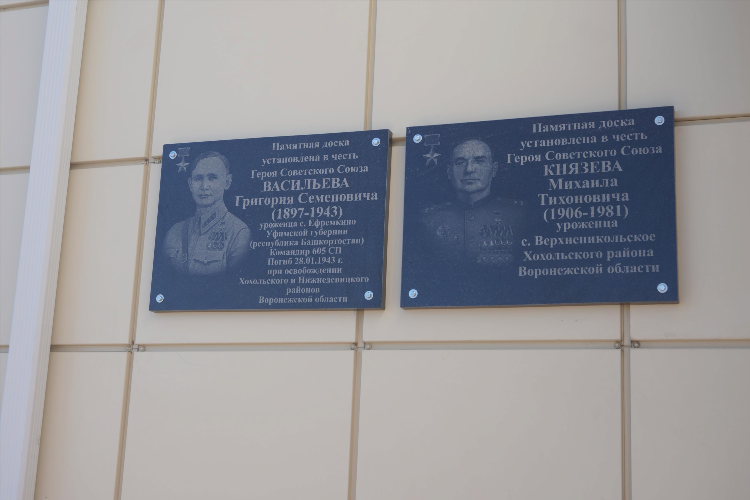 Памятная доска
установлена в честь
Героя Советского Союза
ВАСИЛЬЕВА
Григория Семеновича
(1897-1943)
уроженца с. Ефремкино
Уфимской губернии
(республика Башкортостан)
Командир 605 СП
Погиб 28.01.1943 г.
при освобождении
Хохольского и Нижнедевицкого
районов
Воронежской области
Памятная доска
установлена в честь
Героя Советского Союза
КНЯЗЕВА
Михаила
Тихоновича
(1906-1981)
уроженца
с. Верхненикольское
Хохольского района
Воронежской области